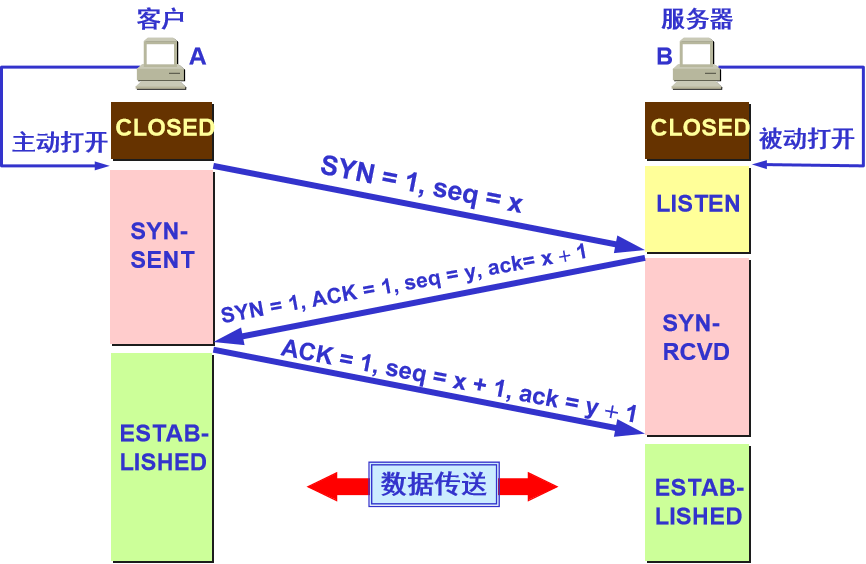 客户
服务器
A
B
CLOSED
CLOSED
主动打开
被动打开
SYN = 1, seq = x
LISTEN
SYN-
SENT
SYN = 1, ACK = 1, seq = y, ack= x + 1
SYN-
RCVD
ACK = 1, seq = x + 1, ack = y + 1
ESTAB-
LISHED
数据传送
ESTAB-
LISHED